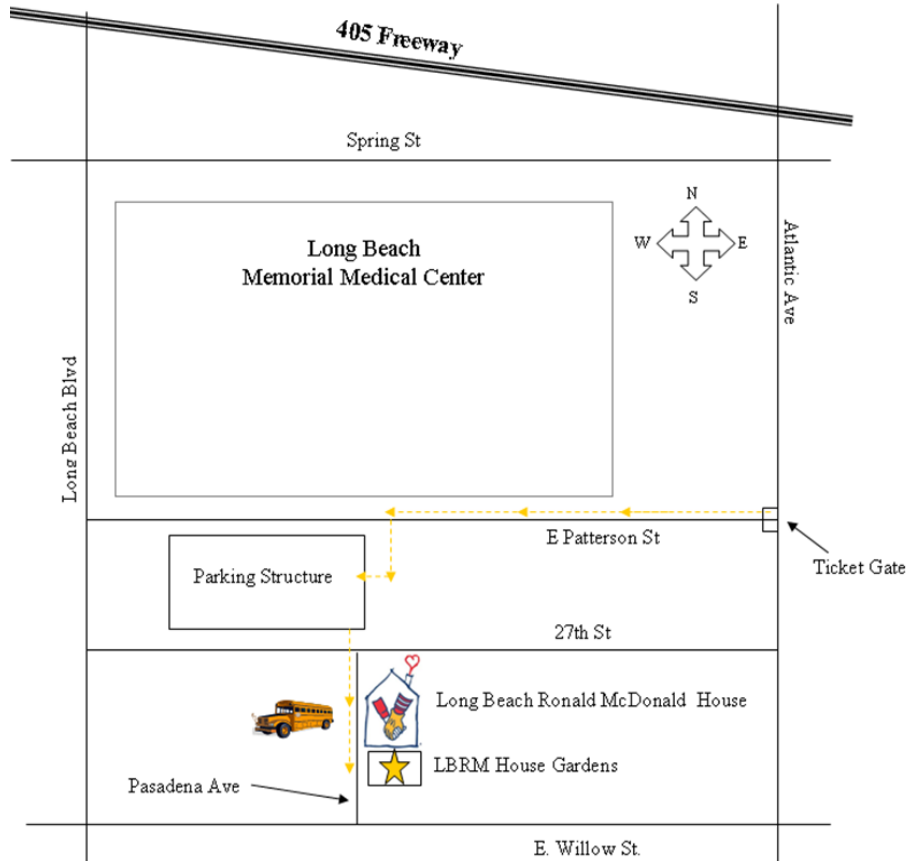 405 Freeway
Spring St
N
W
E
S
Long Beach
Memorial Medical Center
Atlantic Ave
Long Beach Blvd
E Patterson St
Ticket Gate
Parking Structure
27th St
Long Beach Ronald McDonald House
LBRM House Gardens
Pasadena Ave
E. Willow St.